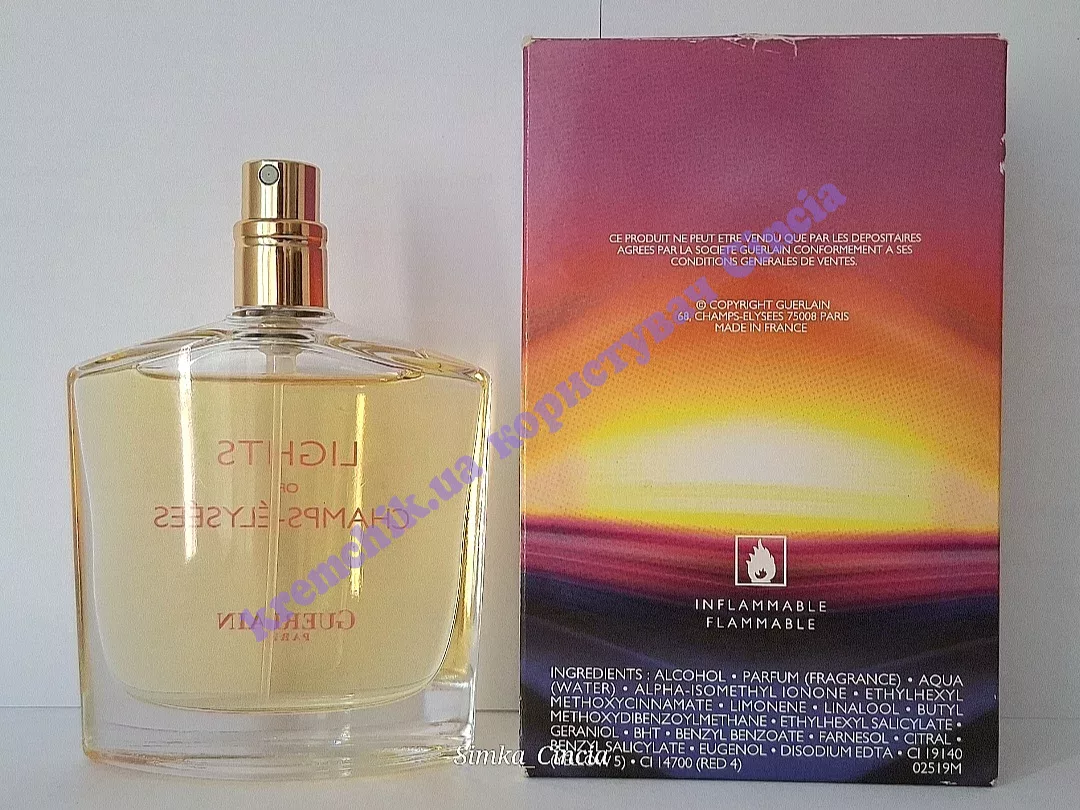 LIGHTS
OF
CHAMPS-ÉLYSÉES
GUERLAIN
PARIS
CE PRODUIT NE PEUT ETRE VENDU QUE PAR LES DEPOSITAIRES
AGREES PAR LA SOCIETE GUERLAIN CONFORMEMENT A SES
CONDITIONS GENERALES DE VENTES.
© COPYRIGHT GUERLAIN
68, CHAMPS-ELYSEES 75008 PARIS
MADE IN FRANCE
INFLAMMABLE
FLAMMABLE
INGREDIENTS : ALCOHOL • PARFUM (FRAGRANCE) • AQUA
(WATER) • ALPHA-ISOMETHYL IONONE • ETHYLHEXYL
METHOXYCINNAMATE • LIMONENE • LINALOOL • BUTYL
METHOXYDIBENZOYLMETHANE • ETHYLHEXYL SALICYLATE •
GERANIOL • BHT • BENZYL BENZOATE • FARNESOL • CITRAL •
BENZYL SALICYLATE • EUGENOL • DISODIUM EDTA • CI 19140
5) • CI 14700 (RED 4)
02519M
kremchik.ua користувач Cincia
Simka_Cincia